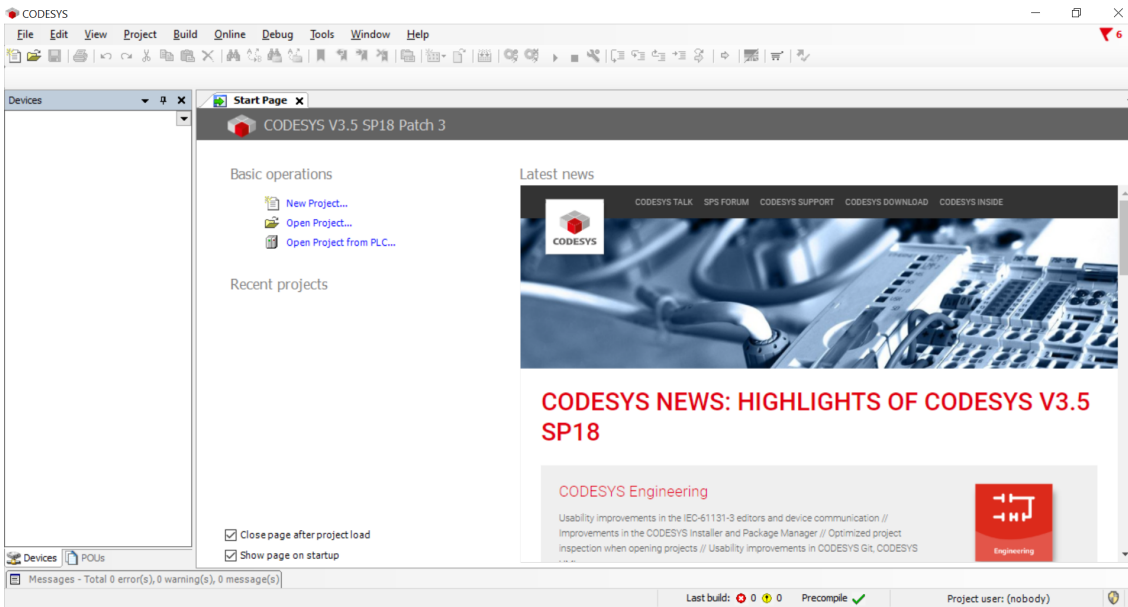 CODESYS
File Edit View Project Build Online Debug Tools Window Help
6
Devices
Start Page
CODESYS V3.5 SP18 Patch 3
Basic operations
New Project...
Open Project...
Open Project from PLC...
Recent projects
Close page after project load
Show page on startup
Latest news
CODESYS TALK SPS FORUM CODESYS SUPPORT CODESYS DOWNLOAD CODESYS INSIDE
CODESYS
CODESYS NEWS: HIGHLIGHTS OF CODESYS V3.5
SP18
CODESYS Engineering
Usability improvements in the IEC-61131-3 editors and device communication //
Improvements in the CODESYS Installer and Package Manager // Optimized project
inspection when opening projects // Usability improvements in CODESYS Git, CODESYS
Engineering
Devices POUs
Messages - Total 0 error(s), 0 warning(s), 0 message(s)
Last build: 0 0 Precompile Project user: (nobody)